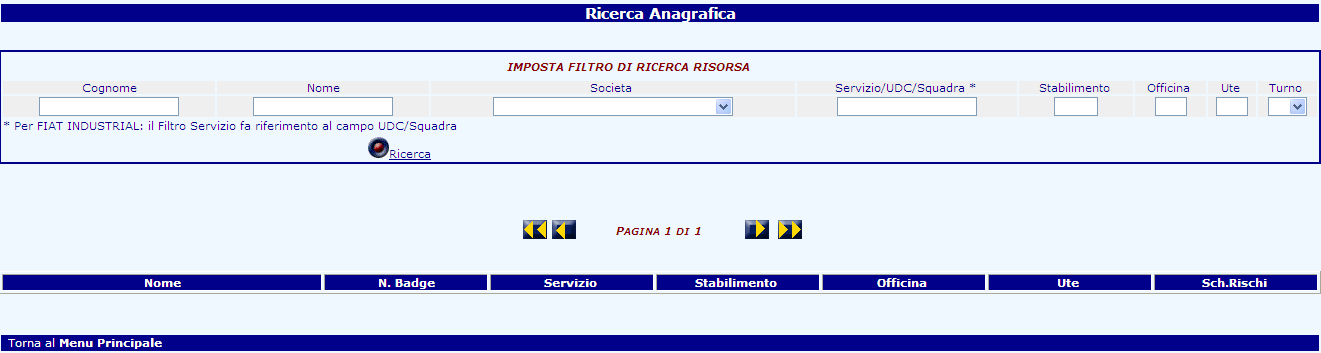 Ricerca Anagrafica
IMPOSTA FILTRO DI RICERCA RISORSA
Cognome Nome Societa Servizio/UDC/Squadra * Stabilimento Officina Ute Turno
* Per FIAT INDUSTRIAL: il Filtro Servizio fa riferimento al campo UDC/Squadra
Ricerca
PAGINA 1 DI 1
Nome N. Badge Servizio Stabilimento Officina Ute Sch.Rischi
Torna al Menu Principale